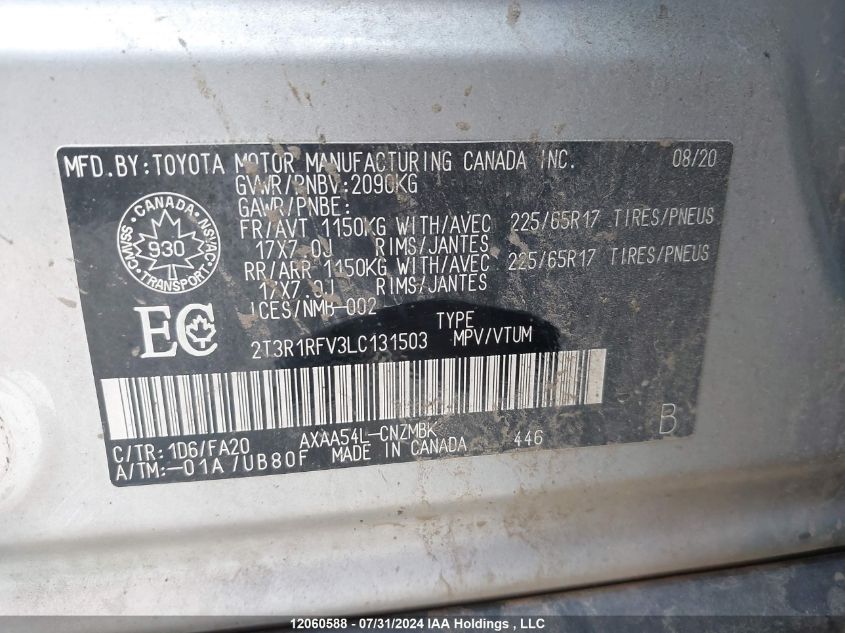 MFD.BY:TOYOTA MOTOR MANUFACTURING CANADA INC. 08/20
GVWR/PNBV:2090KG
GAWR/PNBE:
FR/AVT 1150KG WITH/AVEC 225/65R17 TIRES/PNEUS
17X7.0J RIMS/JANTES
RR/ARR 1150KG WITH/AVEC 225/65R17 TIRES/PNEUS
17X7.0J RIMS/JANTES
ICES/NMB-002
CANADA
CMVSS 930 NSVAC
TRANSPORT
EC
TYPE
2T3R1RFV3LC131503 MPV/VTUM
C/TR: 1D6/FA20 AXAA54L-CNZMBK 446 B
A/TM:-01A/UB80F MADE IN CANADA
12060588 - 07/31/2024 IAA Holdings, LLC